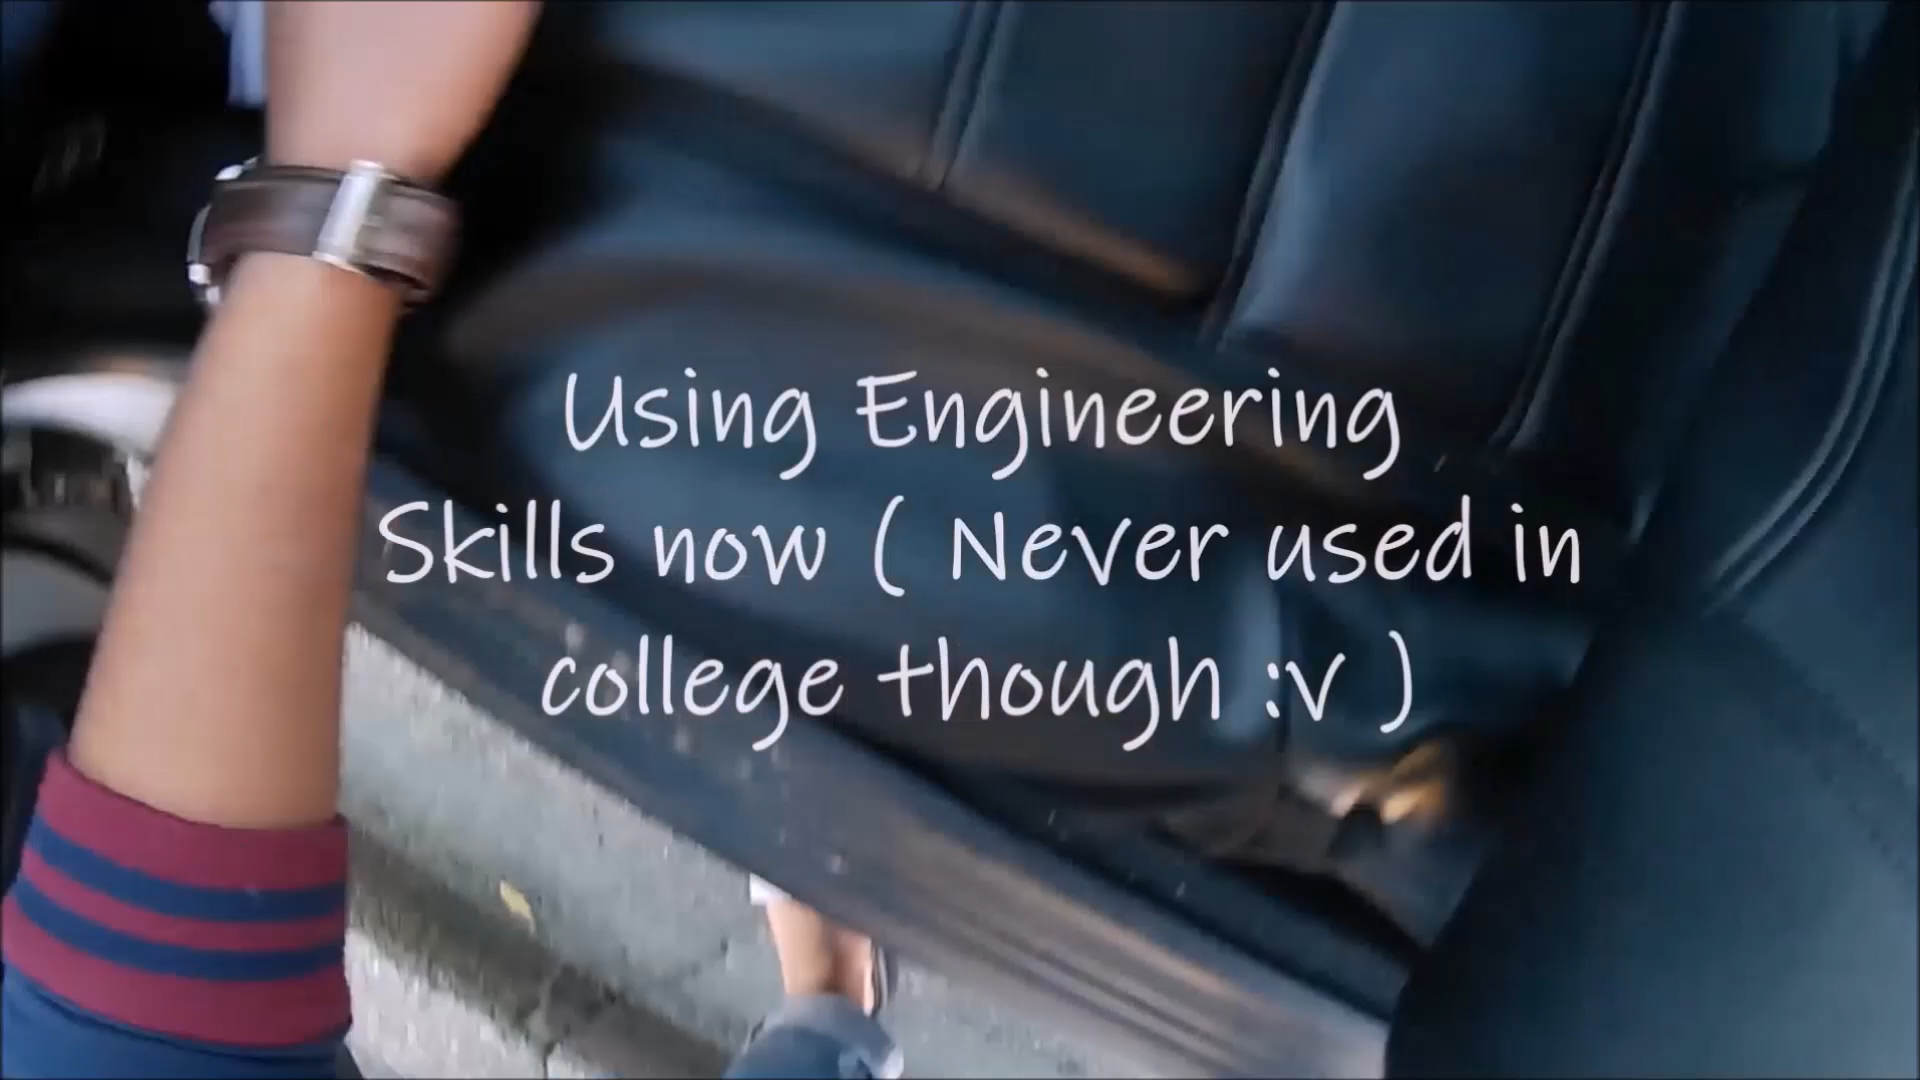 Using Engineering
Skills now ( Never used in
college though :v )